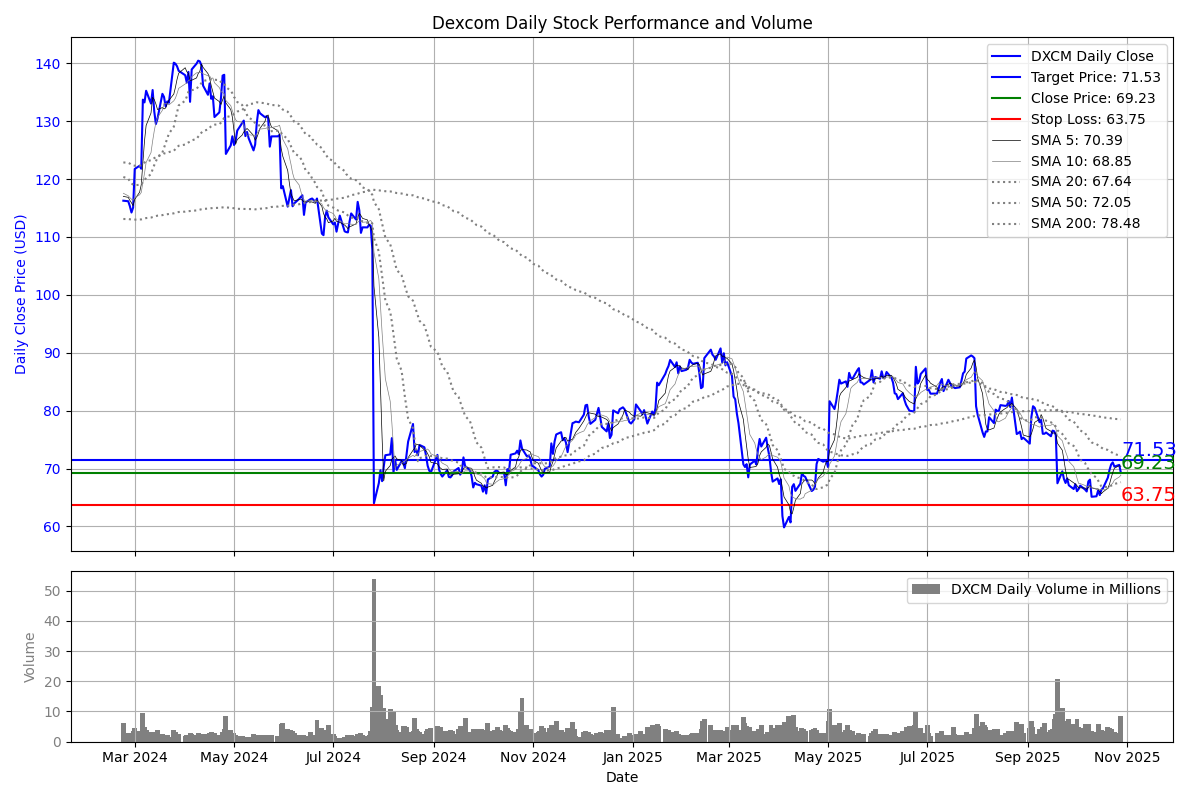 Dexcom Daily Stock Performance and Volume
Daily Close Price (USD)
140
130
120
110
100
90
80
70
60
DXCM Daily Close
Target Price: 71.53
Close Price: 69.23
Stop Loss: 63.75
SMA 5: 70.39
SMA 10: 68.85
SMA 20: 67.64
SMA 50: 72.05
SMA 200: 78.48
71.53
69.23
63.75
Volume
50
40
30
20
10
0
DXCM Daily Volume in Millions
Mar 2024 May 2024 Jul 2024 Sep 2024 Nov 2024 Jan 2025 Mar 2025 May 2025 Jul 2025 Sep 2025 Nov 2025
Date